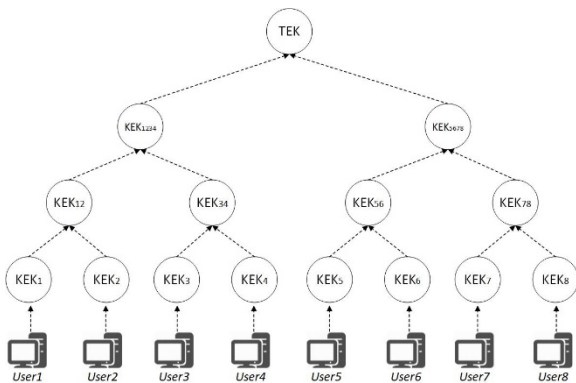 TEK
KEK1234 KEK5678
KEK12 KEK34 KEK56 KEK78
KEK1 KEK2 KEK3 KEK4 KEK5 KEK6 KEK7 KEK8
User1 User2 User3 User4 User5 User6 User7 User8